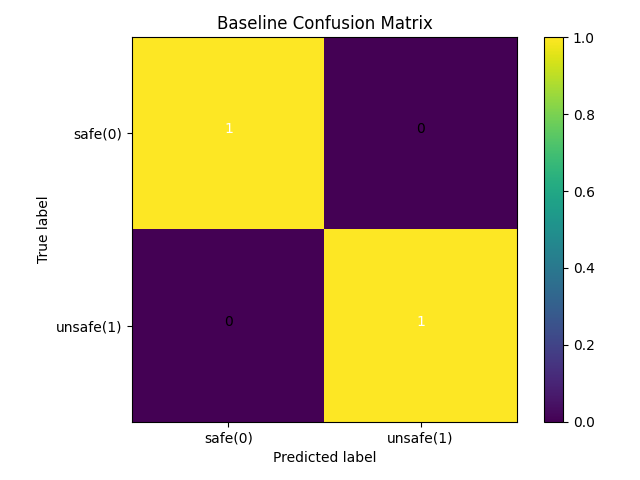 Baseline Confusion Matrix
True label
safe(0)
unsafe(1)
1 0
0 1
safe(0) unsafe(1)
Predicted label
1.0
0.8
0.6
0.4
0.2
0.0